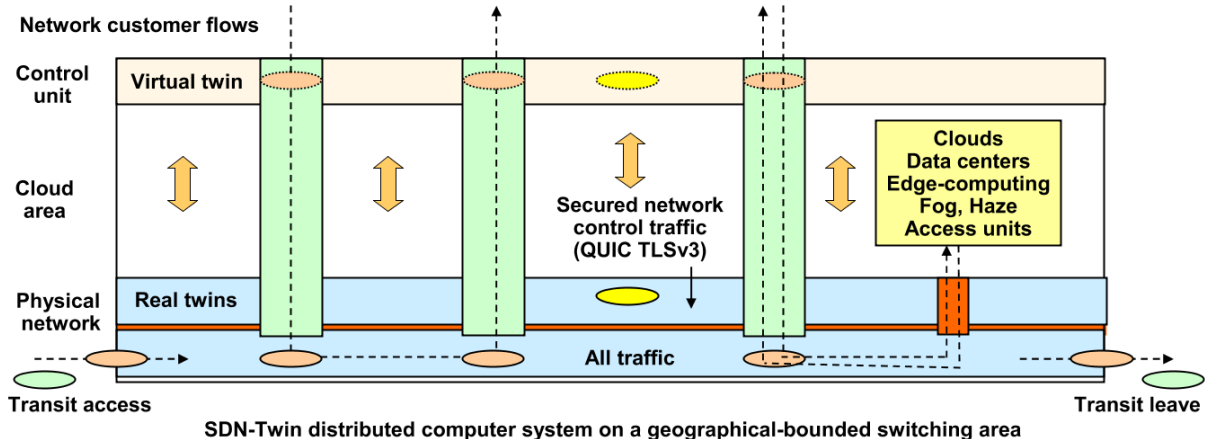 Network customer flows
Control
unit
Virtual twin
Cloud
area
Clouds
Data centers
Edge-computing
Fog, Haze
Access units
Secured network
control traffic
(QUIC TLSv3)
Physical
network
Real twins
All traffic
Transit access
Transit leave
SDN-Twin distributed computer system on a geographical-bounded switching area